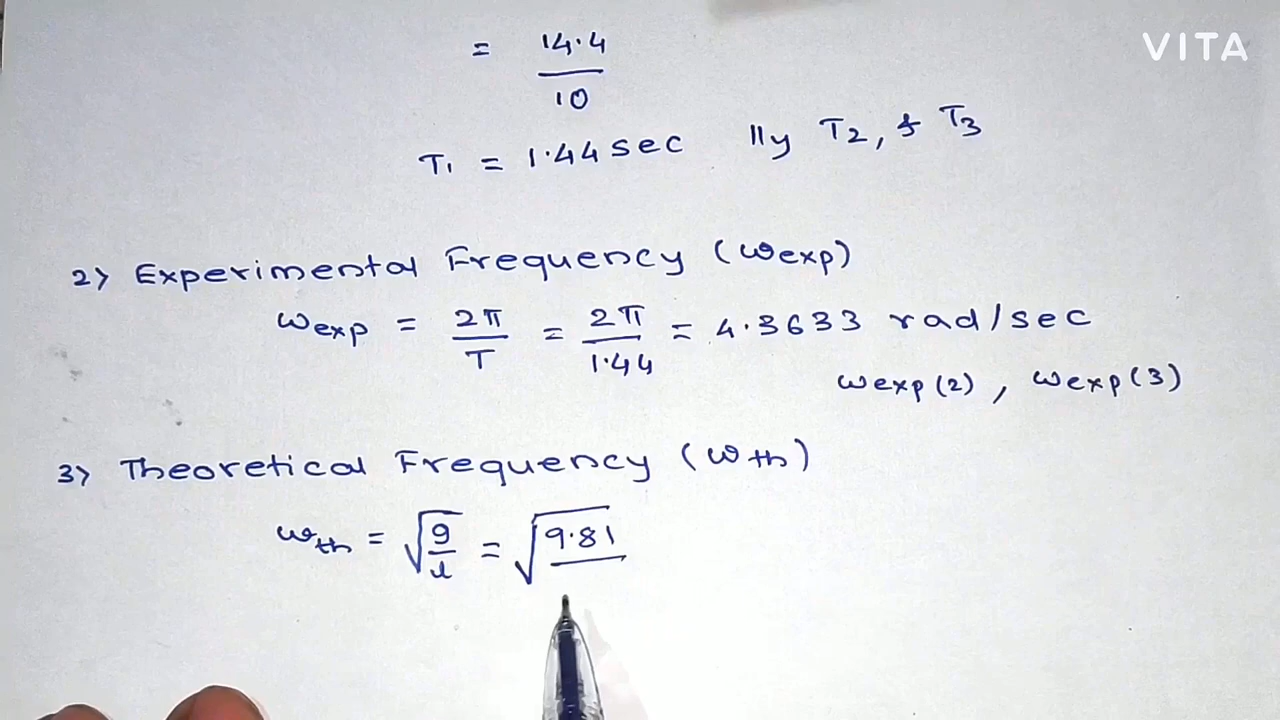 VITA
= 14.4
10
T1 = 1.44 sec lly T2, & T3
2) Experimental Frequency (ωexp)
ωexp = 2π/T = 2π/1.44 = 4.3633 rad/sec
ωexp(2), ωexp(3)
3) Theoretical Frequency (ωth)
ωth = √g/l = √9.81